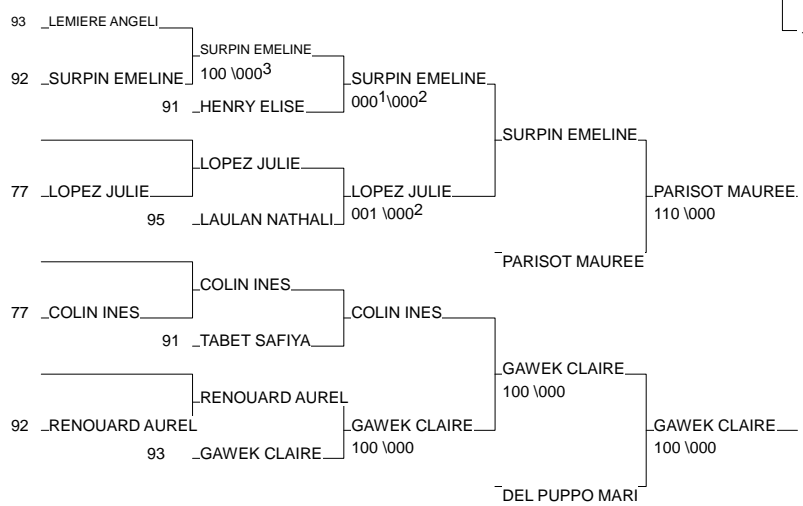 93 LEMIERE ANGELI
SURPIN EMELINE
100 \000³
92 SURPIN EMELINE
SURPIN EMELINE
000¹\000²
91 HENRY ELISE
SURPIN EMELINE
LOPEZ JULIE
77 LOPEZ JULIE
LOPEZ JULIE
001 \000²
PARISOT MAUREE
110 \000
95 LAULAN NATHALI
PARISOT MAUREE
COLIN INES
77 COLIN INES
COLIN INES
91 TABET SAFIYA
GAWEK CLAIRE
100 \000
RENOUARD AUREL
92 RENOUARD AUREL
GAWEK CLAIRE
100 \000
GAWEK CLAIRE
100 \000
93 GAWEK CLAIRE
DEL PUPPO MARI